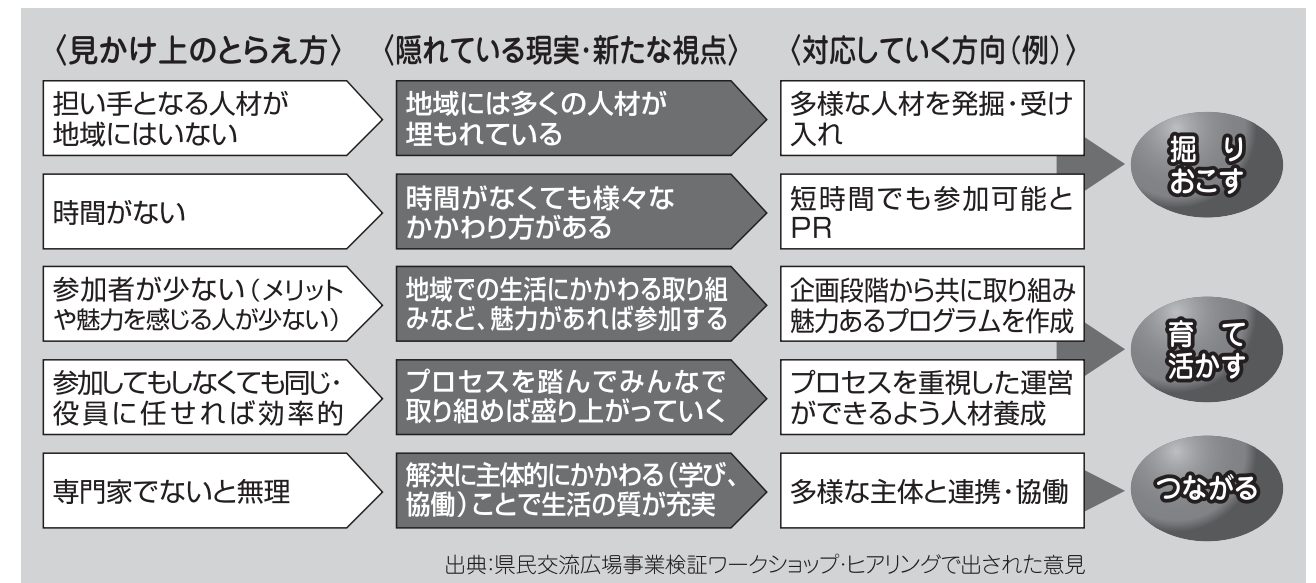 〈見かけ上のとらえ方〉
〈隠れている現実・新たな視点〉
〈対応していく方向(例)〉
担い手となる人材が
地域にはいない
地域には多くの人材が
埋もれている
多様な人材を発掘・受け
入れ
時間がない
時間がなくても様々な
かかわり方がある
短時間でも参加可能と
PR
掘り
おこす
参加者が少ない(メリット
や魅力を感じる人が少ない)
地域での生活にかかわる取り組
みなど、魅力があれば参加する
企画段階から共に取り組み
魅力あるプログラムを作成
参加してもしなくても同じ・
役員に任せれば効率的
プロセスを踏んでみんなで
取り組めば盛り上がっていく
プロセスを重視した運営
ができるよう人材養成
育て
活かす
専門家でないと無理
解決に主体的にかかわる(学び、
協働)ことで生活の質が充実
多様な主体と連携・協働
つながる
出典:県民交流広場事業検証ワークショップ・ヒアリングで出された意見